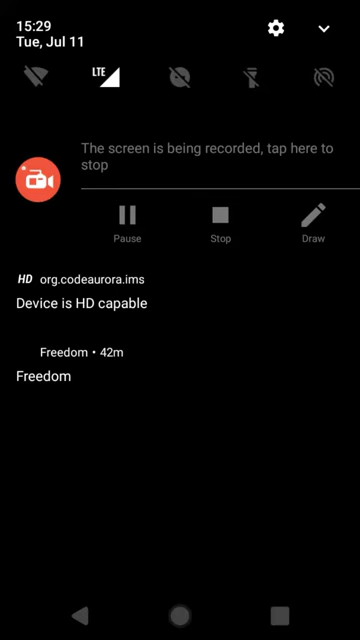 15:29
Tue, Jul 11
LTE
The screen is being recorded, tap here to
stop
Pause
Stop
Draw
HD org.codeaurora.ims
Device is HD capable
Freedom • 42m
Freedom